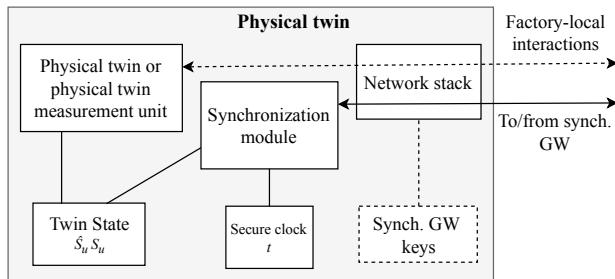 Physical twin
Factory-local
interactions
Physical twin or
physical twin
measurement unit
Network stack
Synchronization
module
To/from synch.
GW
Twin State
Ŝu Su
Secure clock
t
Synch. GW
keys